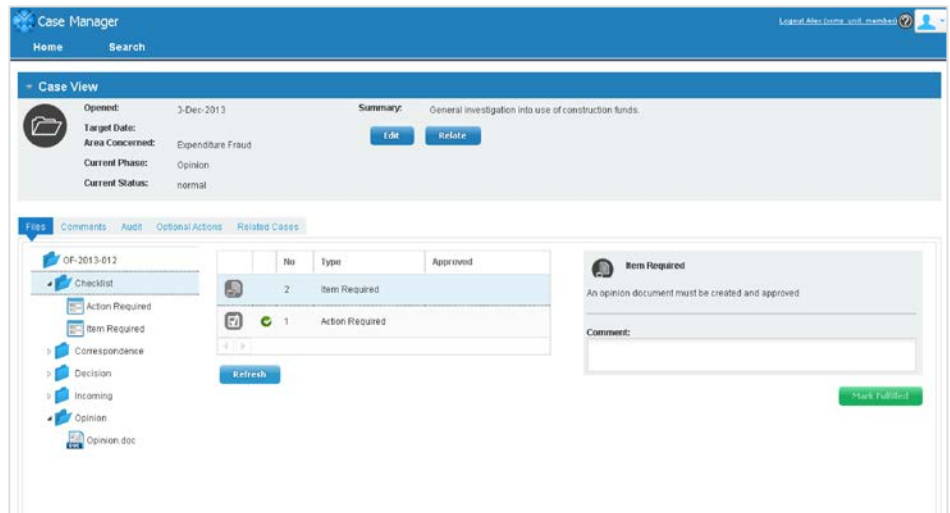 Case Manager
Logout Alex (some_unit_member)
Home Search
Case View
Opened: 3-Dec-2013
Summary: General investigation into use of construction funds.
Target Date:
Edit Relate
Area Concerned: Expenditure Fraud
Current Phase: Opinion
Current Status: normal
Files Comments Audit Optional Actions Related Cases
OF-2013-012
Checklist
Action Required
Item Required
Correspondence
Decision
Incoming
Opinion
Opinion.doc
No Type Approved
2 Item Required
1 Action Required
Refresh
Item Required
An opinion document must be created and approved.
Comment:
Mark Fulfilled